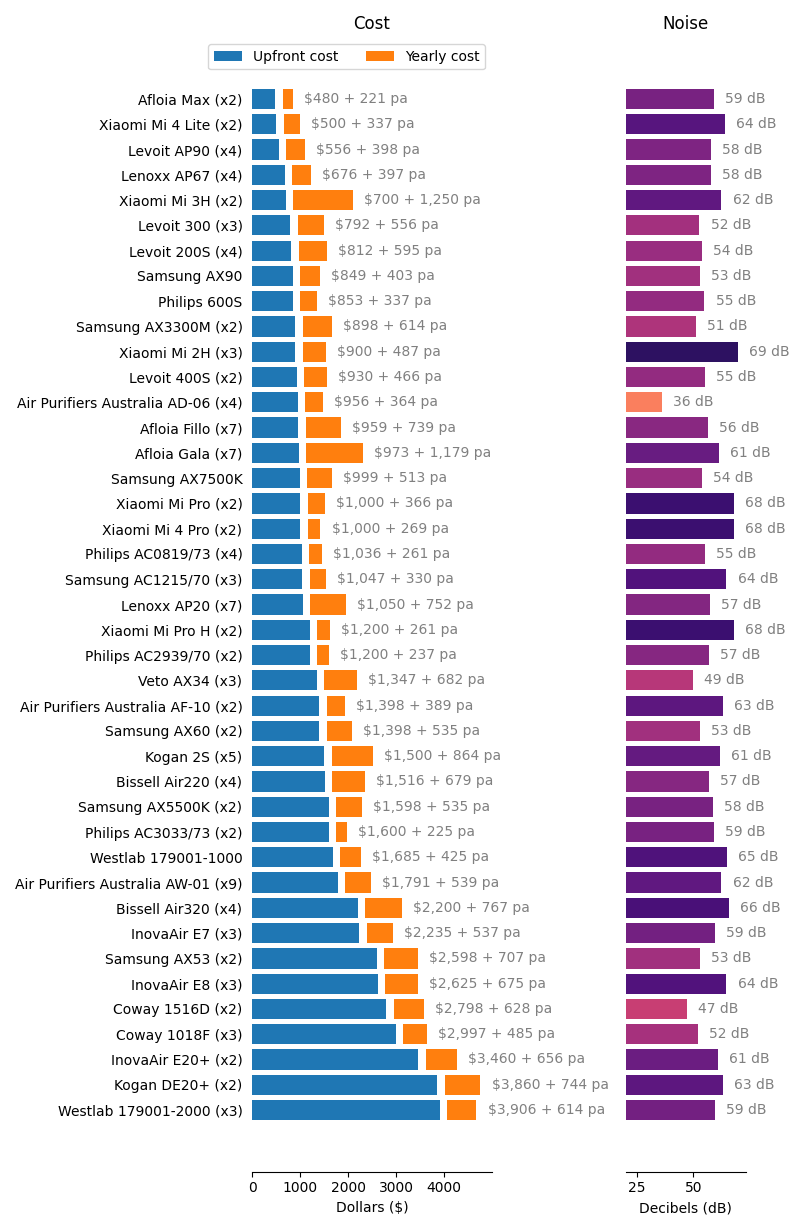 Cost Noise
Upfront cost Yearly cost
Afloia Max (x2) $480 + 221 pa 59 dB
Xiaomi Mi 4 Lite (x2) $500 + 337 pa 64 dB
Levoit AP90 (x4) $556 + 398 pa 58 dB
Lenoxx AP67 (x4) $676 + 397 pa 58 dB
Xiaomi Mi 3H (x2) $700 + 1,250 pa 62 dB
Levoit 300 (x3) $792 + 556 pa 52 dB
Levoit 200S (x4) $812 + 595 pa 54 dB
Samsung AX90 $849 + 403 pa 53 dB
Philips 600S $853 + 337 pa 55 dB
Samsung AX3300M (x2) $898 + 614 pa 51 dB
Xiaomi Mi 2H (x3) $900 + 487 pa 69 dB
Levoit 400S (x2) $930 + 466 pa 55 dB
Air Purifiers Australia AD-06 (x4) $956 + 364 pa 36 dB
Afloia Fillo (x7) $959 + 739 pa 56 dB
Afloia Gala (x7) $973 + 1,179 pa 61 dB
Samsung AX7500K $999 + 513 pa 54 dB
Xiaomi Mi Pro (x2) $1,000 + 366 pa 68 dB
Xiaomi Mi 4 Pro (x2) $1,000 + 269 pa 68 dB
Philips AC0819/73 (x4) $1,036 + 261 pa 55 dB
Samsung AC1215/70 (x3) $1,047 + 330 pa 64 dB
Lenoxx AP20 (x7) $1,050 + 752 pa 57 dB
Xiaomi Mi Pro H (x2) $1,200 + 261 pa 68 dB
Philips AC2939/70 (x2) $1,200 + 237 pa 57 dB
Veto AX34 (x3) $1,347 + 682 pa 49 dB
Air Purifiers Australia AF-10 (x2) $1,398 + 389 pa 63 dB
Samsung AX60 (x2) $1,398 + 535 pa 53 dB
Kogan 2S (x5) $1,500 + 864 pa 61 dB
Bissell Air220 (x4) $1,516 + 679 pa 57 dB
Samsung AX5500K (x2) $1,598 + 535 pa 58 dB
Philips AC3033/73 (x2) $1,600 + 225 pa 59 dB
Westlab 179001-1000 $1,685 + 425 pa 65 dB
Air Purifiers Australia AW-01 (x9) $1,791 + 539 pa 62 dB
Bissell Air320 (x4) $2,200 + 767 pa 66 dB
InovaAir E7 (x3) $2,235 + 537 pa 59 dB
Samsung AX53 (x2) $2,598 + 707 pa 53 dB
InovaAir E8 (x3) $2,625 + 675 pa 64 dB
Coway 1516D (x2) $2,798 + 628 pa 47 dB
Coway 1018F (x3) $2,997 + 485 pa 52 dB
InovaAir E20+ (x2) $3,460 + 656 pa 61 dB
Kogan DE20+ (x2) $3,860 + 744 pa 63 dB
Westlab 179001-2000 (x3) $3,906 + 614 pa 59 dB
0 1000 2000 3000 4000 25 50
Dollars ($) Decibels (dB)